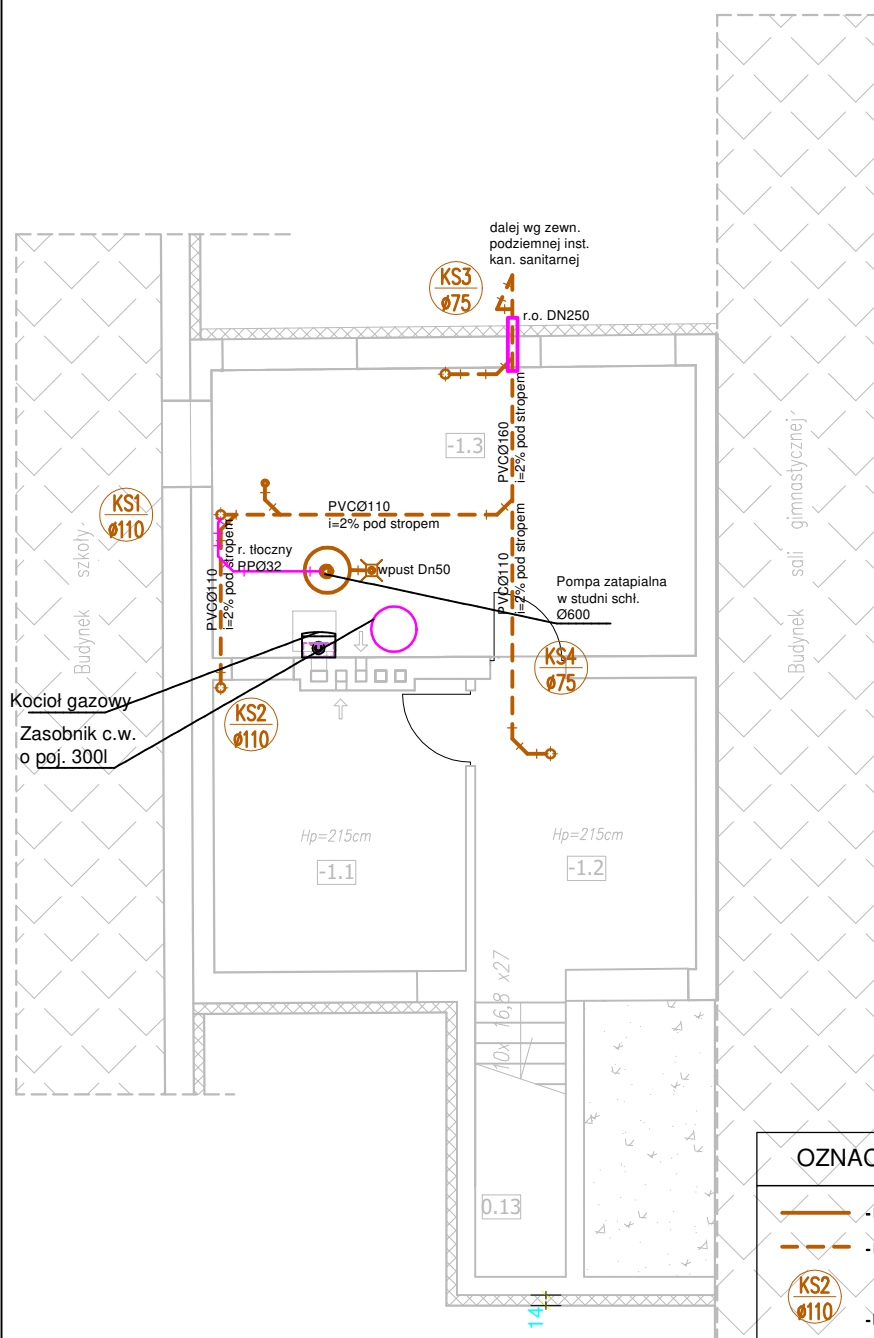 dalej wg zewn.
podziemnej inst.
kan. sanitarnej
KS3
ø75
r.o. DN250
-1.3
PVCØ160
i=2% pod stropem
KS1
ø110
PVCØ110
i=2% pod stropem
r. tłoczny
PPØ32
wpust Dn50
PVCØ110
i=2% pod stropem
PVCØ110
i=2% pod stropem
Pompa zatapialna
w studni schł.
Ø600
Budynek szkoły
Budynek sali gimnastycznej
KS4
ø75
Kocioł gazowy
KS2
ø110
Zasobnik c.w.
o poj. 300l
Hp=215cm
-1.1
Hp=215cm
-1.2
10x 16,8 x27
0.13
14
OZNAC
KS2
ø110